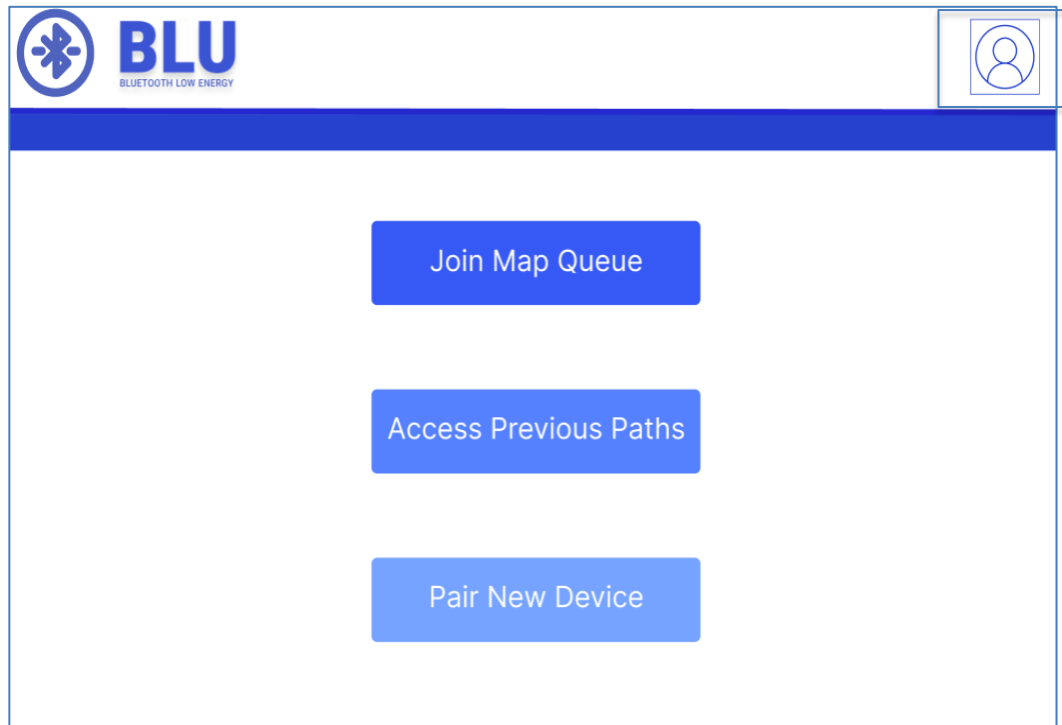 BLU
BLUETOOTH LOW ENERGY
Join Map Queue
Access Previous Paths
Pair New Device